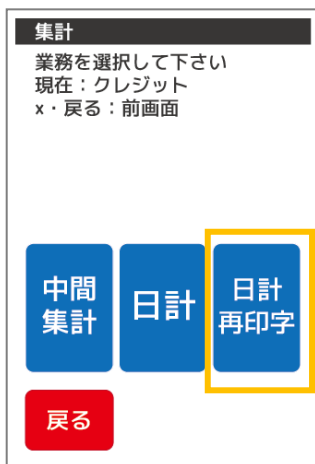 集計
業務を選択して下さい
現在：クレジット
x・戻る：前画面
中間
集計
日計
日計
再印字
戻る